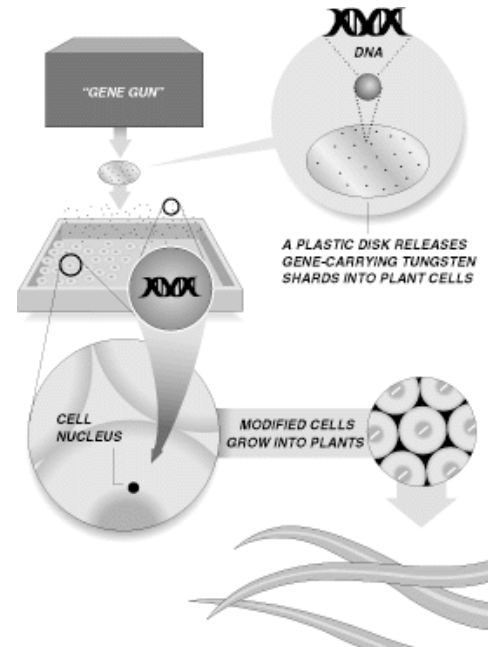 "GENE GUN"
DNA
A PLASTIC DISK RELEASES
GENE-CARRYING TUNGSTEN
SHARDS INTO PLANT CELLS
CELL
NUCLEUS
MODIFIED CELLS
GROW INTO PLANTS